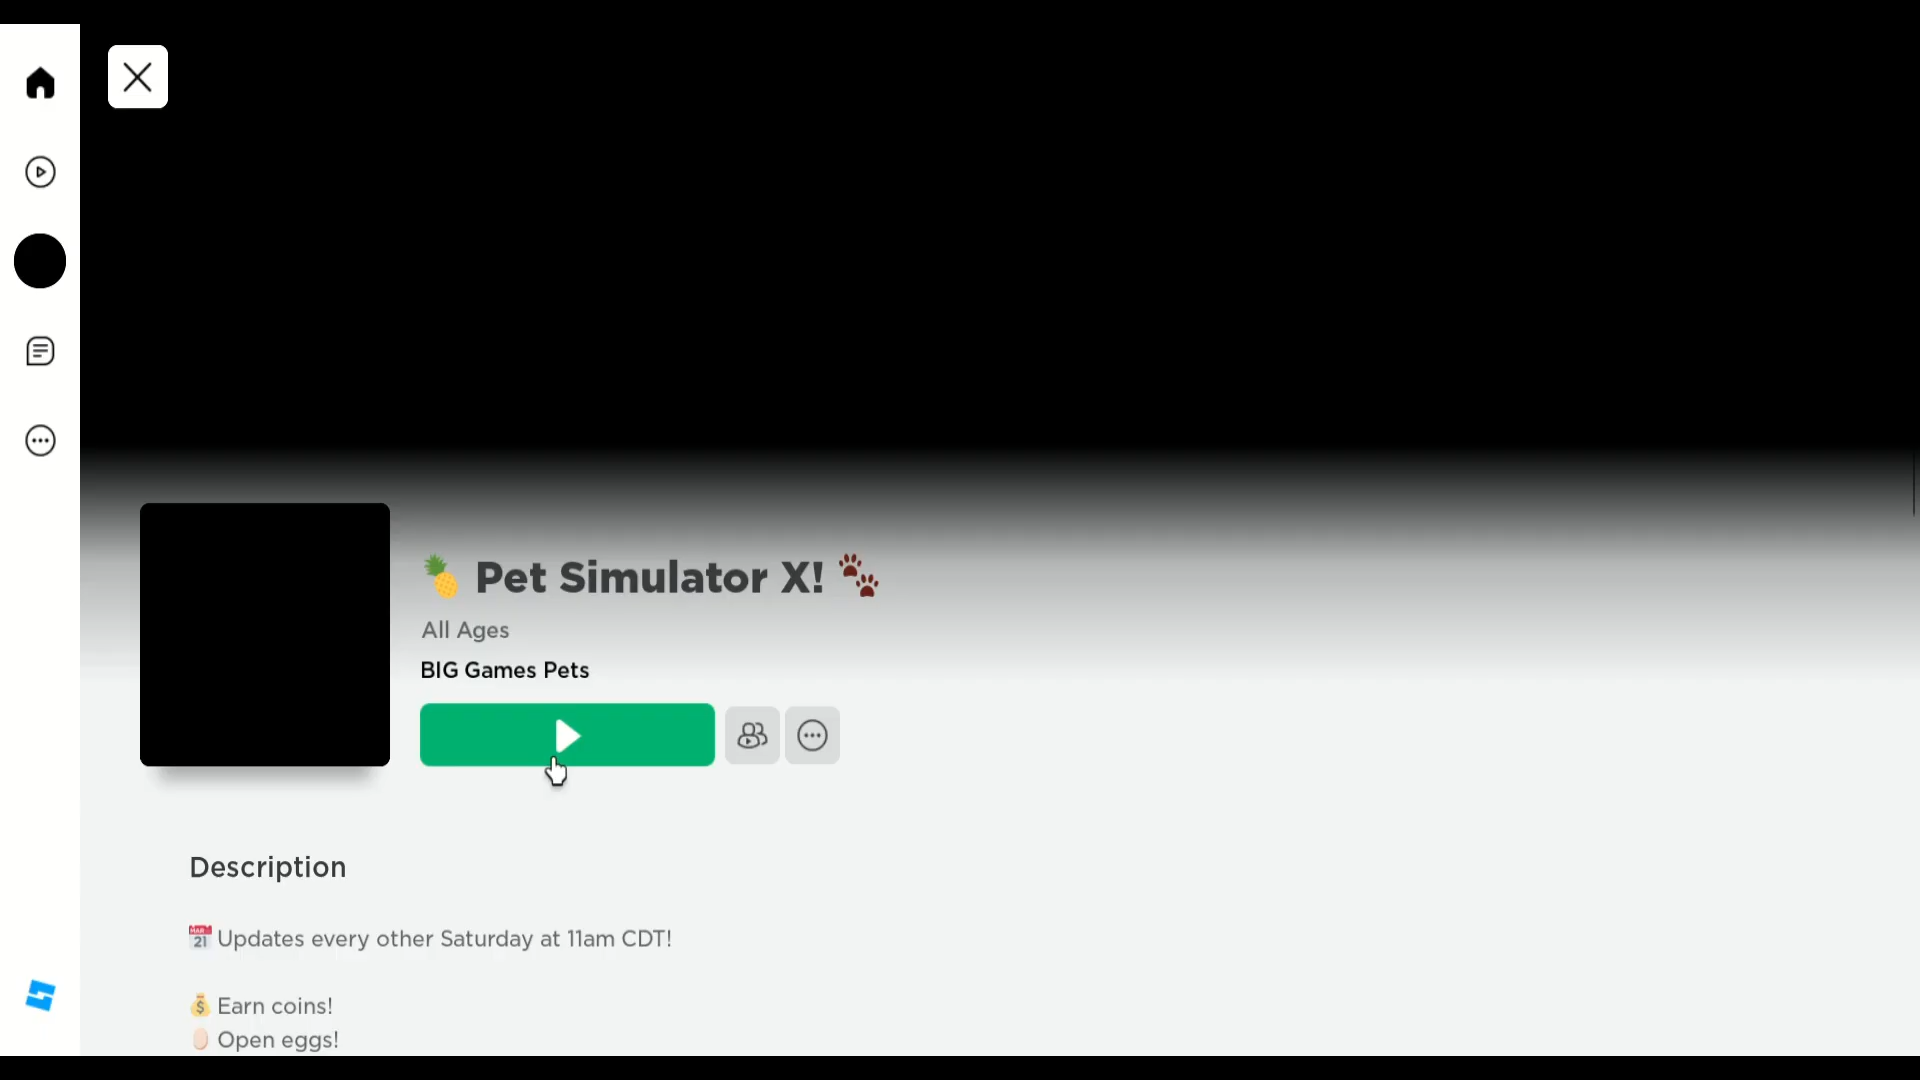 🍍 Pet Simulator X! 🐾
All Ages
BIG Games Pets
Description
📅 Updates every other Saturday at 11am CDT!
💰 Earn coins!
🥚 Open eggs!